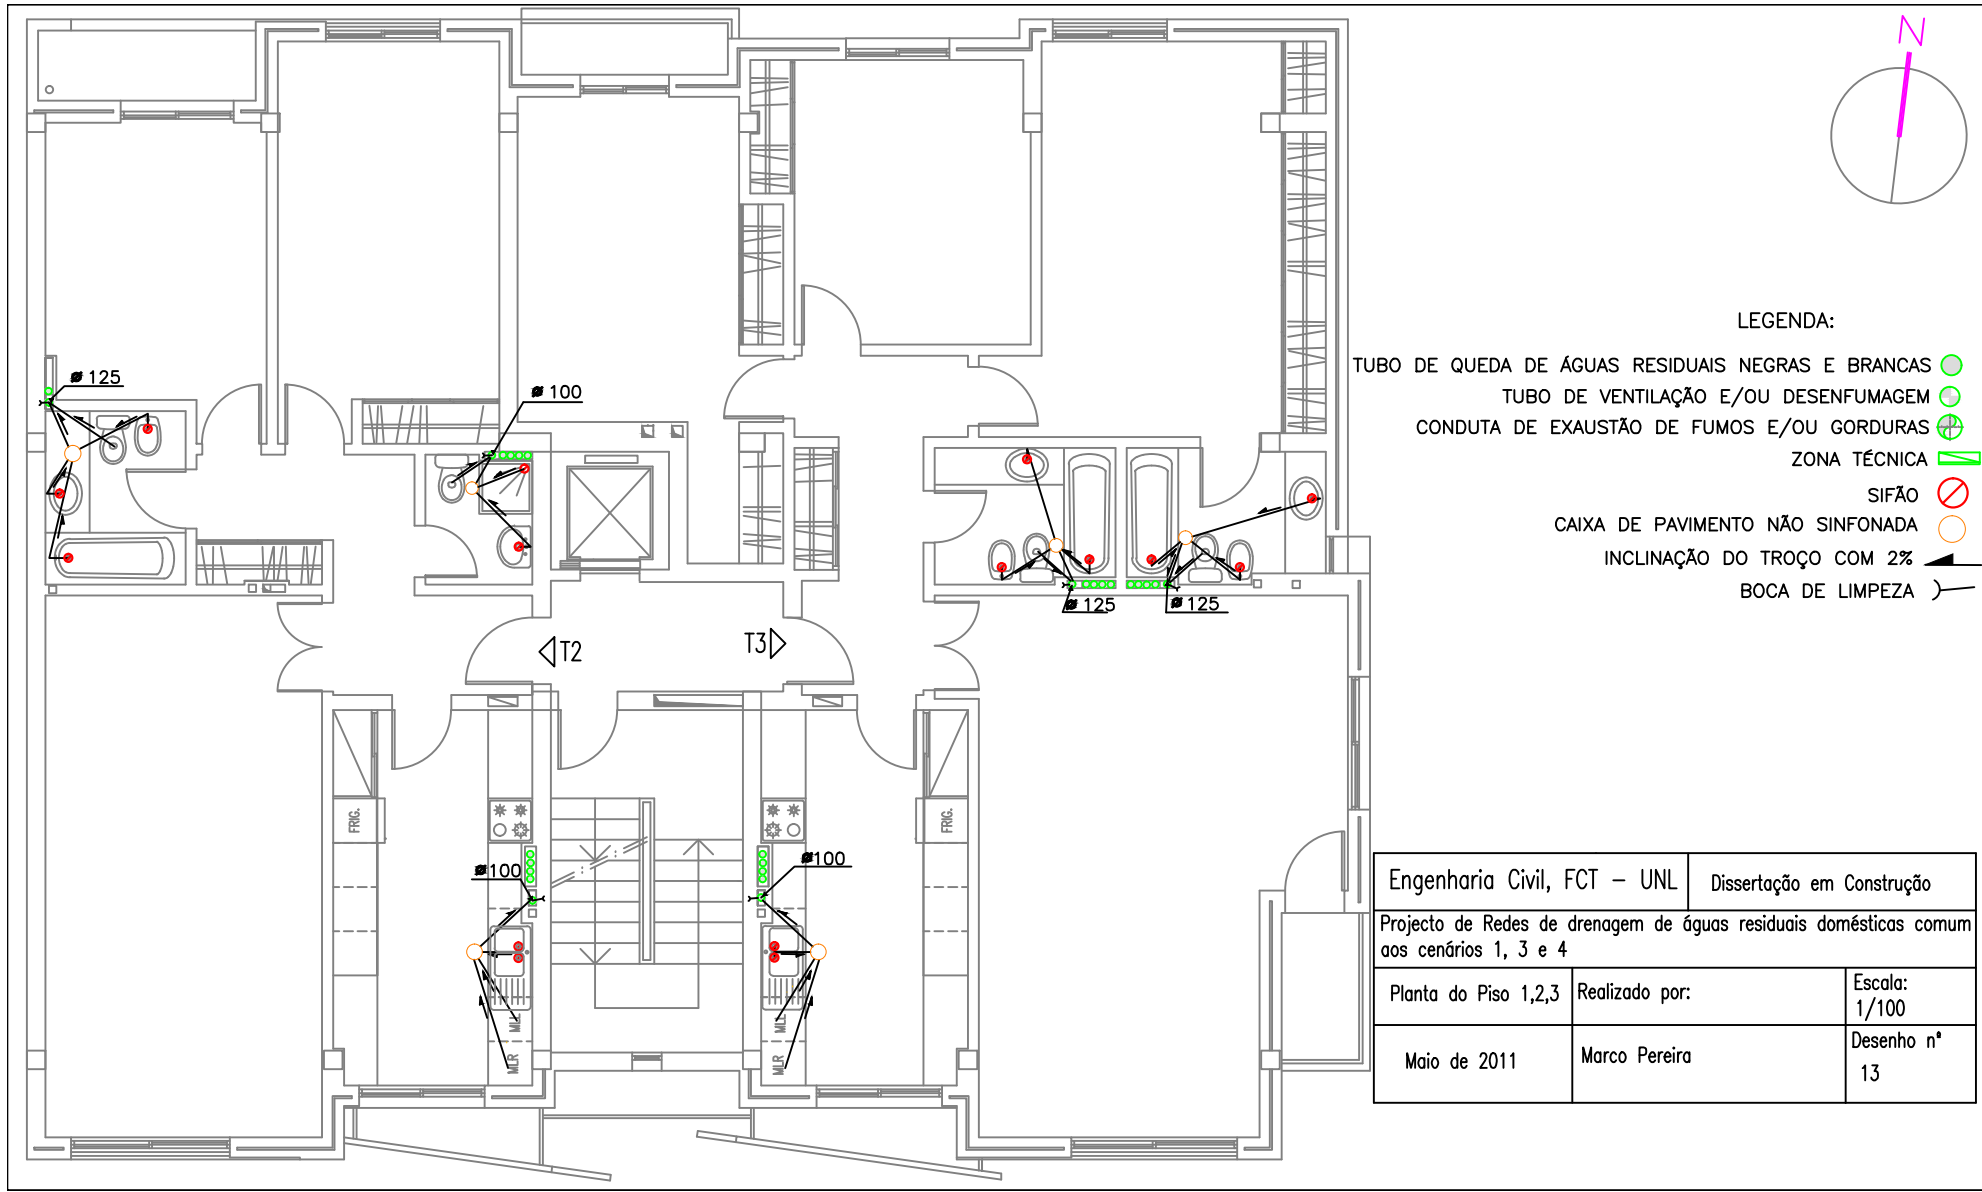 N
LEGENDA:
TUBO DE QUEDA DE ÁGUAS RESIDUAIS NEGRAS E BRANCAS
TUBO DE VENTILAÇÃO E/OU DESENFUMAGEM
CONDUTA DE EXAUSTÃO DE FUMOS E/OU GORDURAS
ZONA TÉCNICA
SIFÃO
CAIXA DE PAVIMENTO NÃO SINFONADA
INCLINAÇÃO DO TROÇO COM 2%
BOCA DE LIMPEZA
ø 125
ø 100
ø 125
ø 125
T2
T3
FRIG.
FRIG.
ø100
ø100
MLL
MLL
MLR
MLR
Engenharia Civil, FCT – UNL
Dissertação em Construção
Projecto de Redes de drenagem de águas residuais domésticas comum
aos cenários 1, 3 e 4
Planta do Piso 1,2,3
Realizado por:
Escala:
1/100
Maio de 2011
Marco Pereira
Desenho nª
13